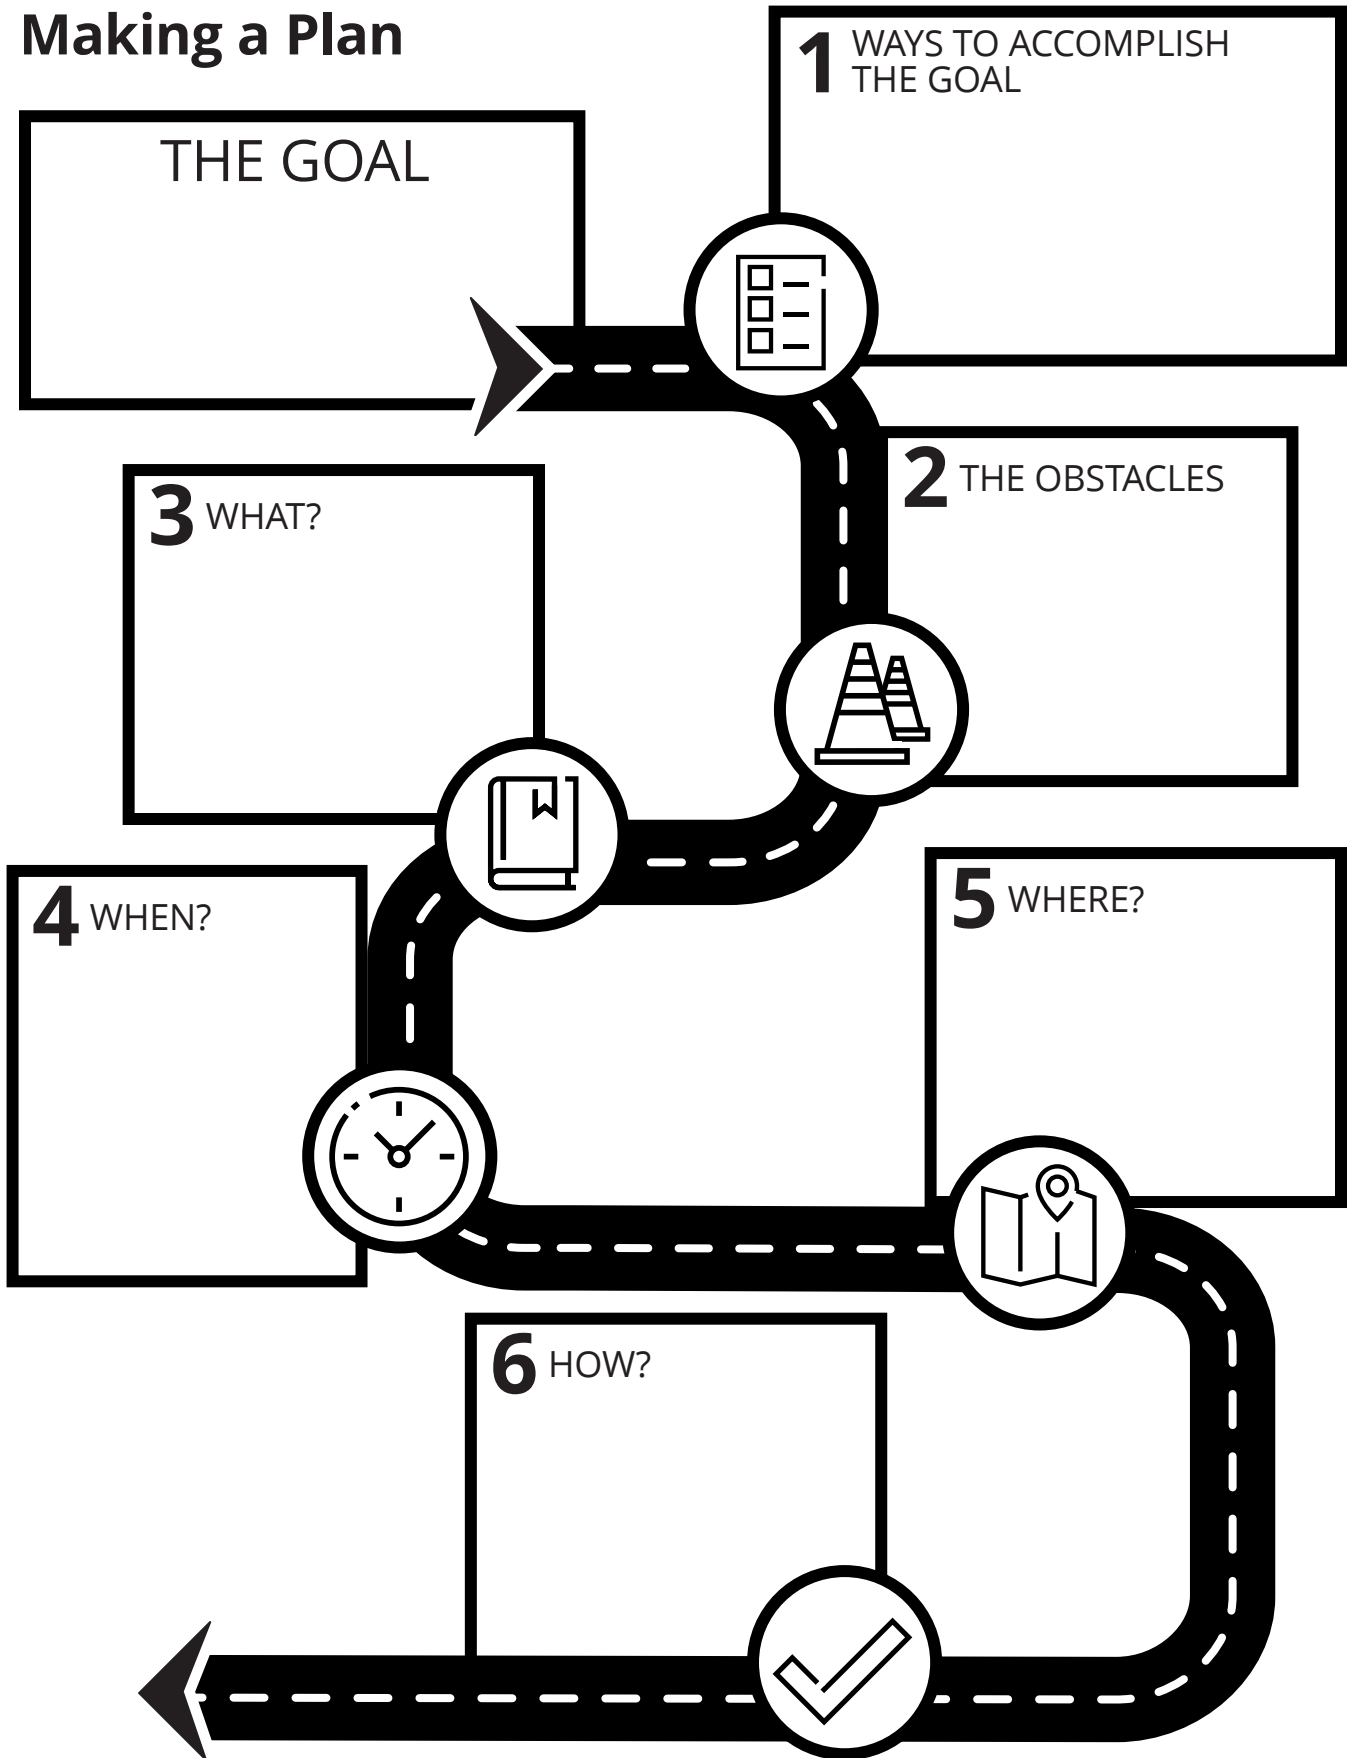 Making a Plan
THE GOAL
1 WAYS TO ACCOMPLISH
THE GOAL
2 THE OBSTACLES
3 WHAT?
4 WHEN?
5 WHERE?
6 HOW?